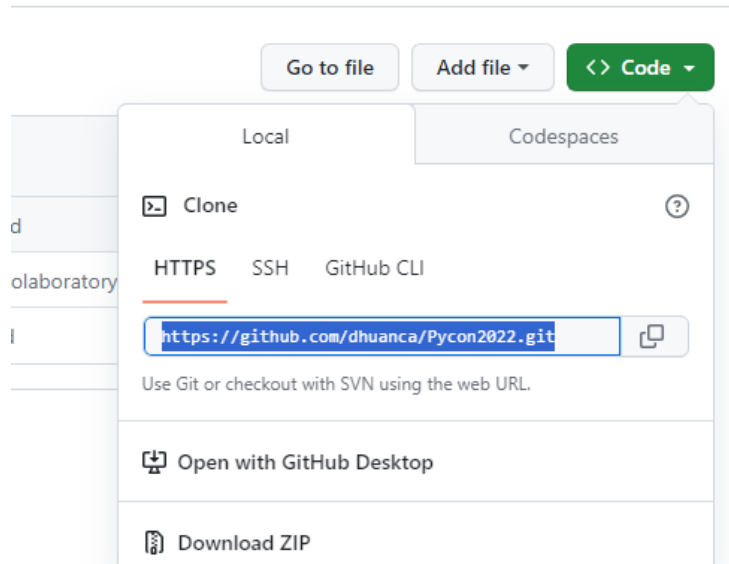 Go to file Add file <> Code
Local Codespaces
Clone
d
olaboratory
HTTPS SSH GitHub CLI
https://github.com/dhuanca/Pycon2022.git
Use Git or checkout with SVN using the web URL.
Open with GitHub Desktop
Download ZIP